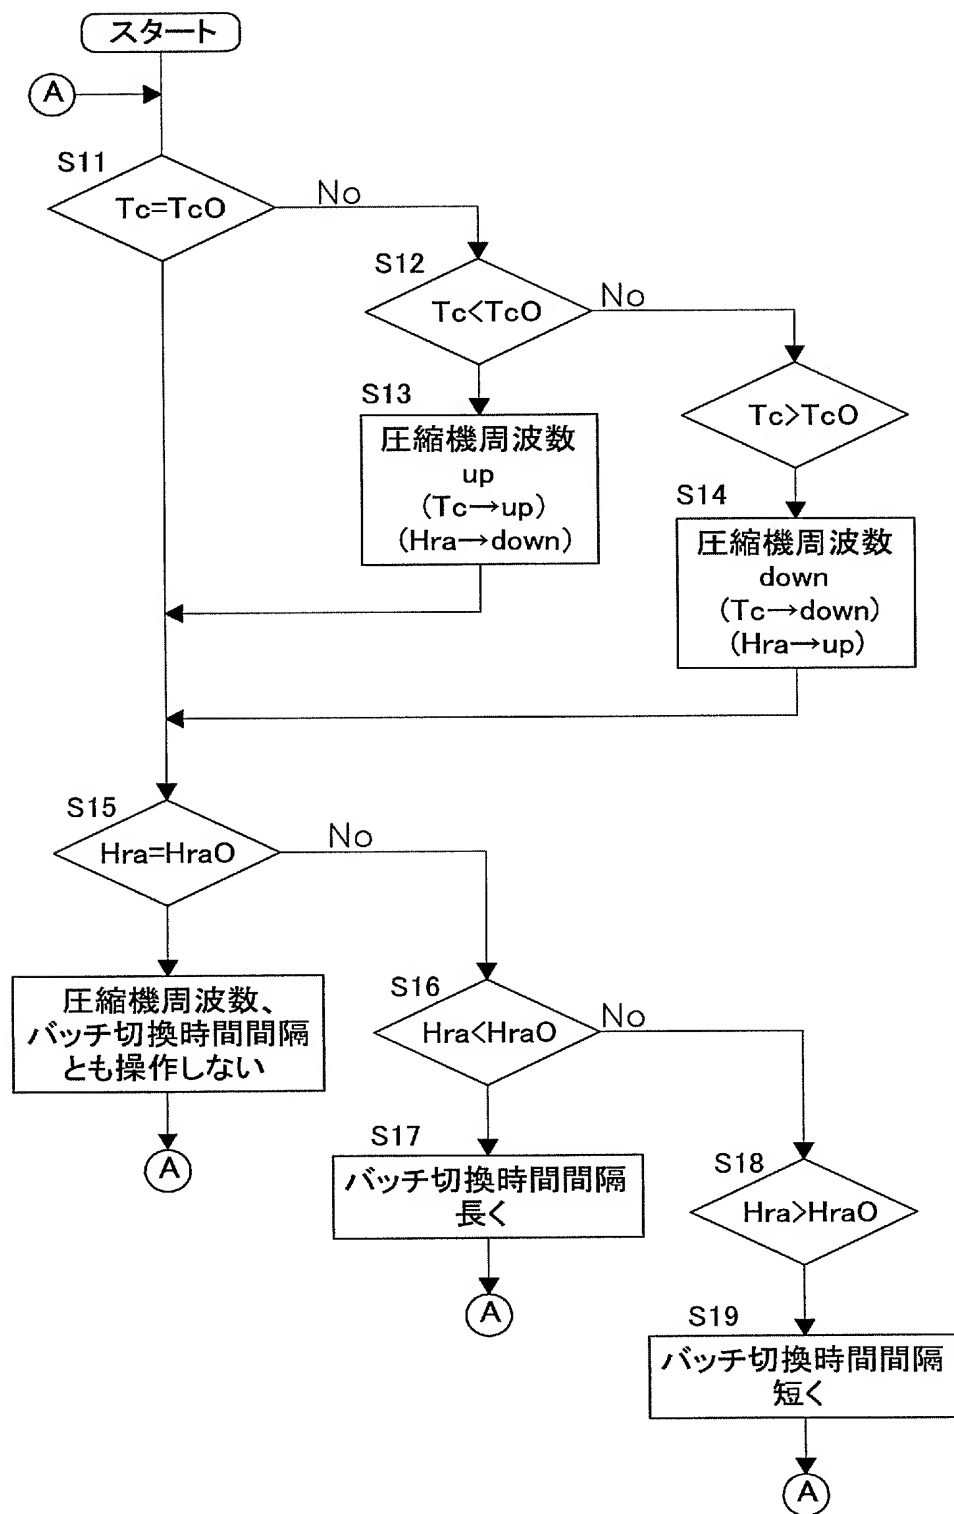 スタート
A
S11
Tc=TcO
No
S12
Tc<TcO
No
S13
圧縮機周波数
up
(Tc→up)
(Hra→down)
Tc>TcO
S14
圧縮機周波数
down
(Tc→down)
(Hra→up)
S15
Hra=HraO
No
圧縮機周波数、
バッチ切換時間間隔
とも操作しない
A
S16
Hra<HraO
No
S17
バッチ切換時間間隔
長く
A
S18
Hra>HraO
S19
バッチ切換時間間隔
短く
A